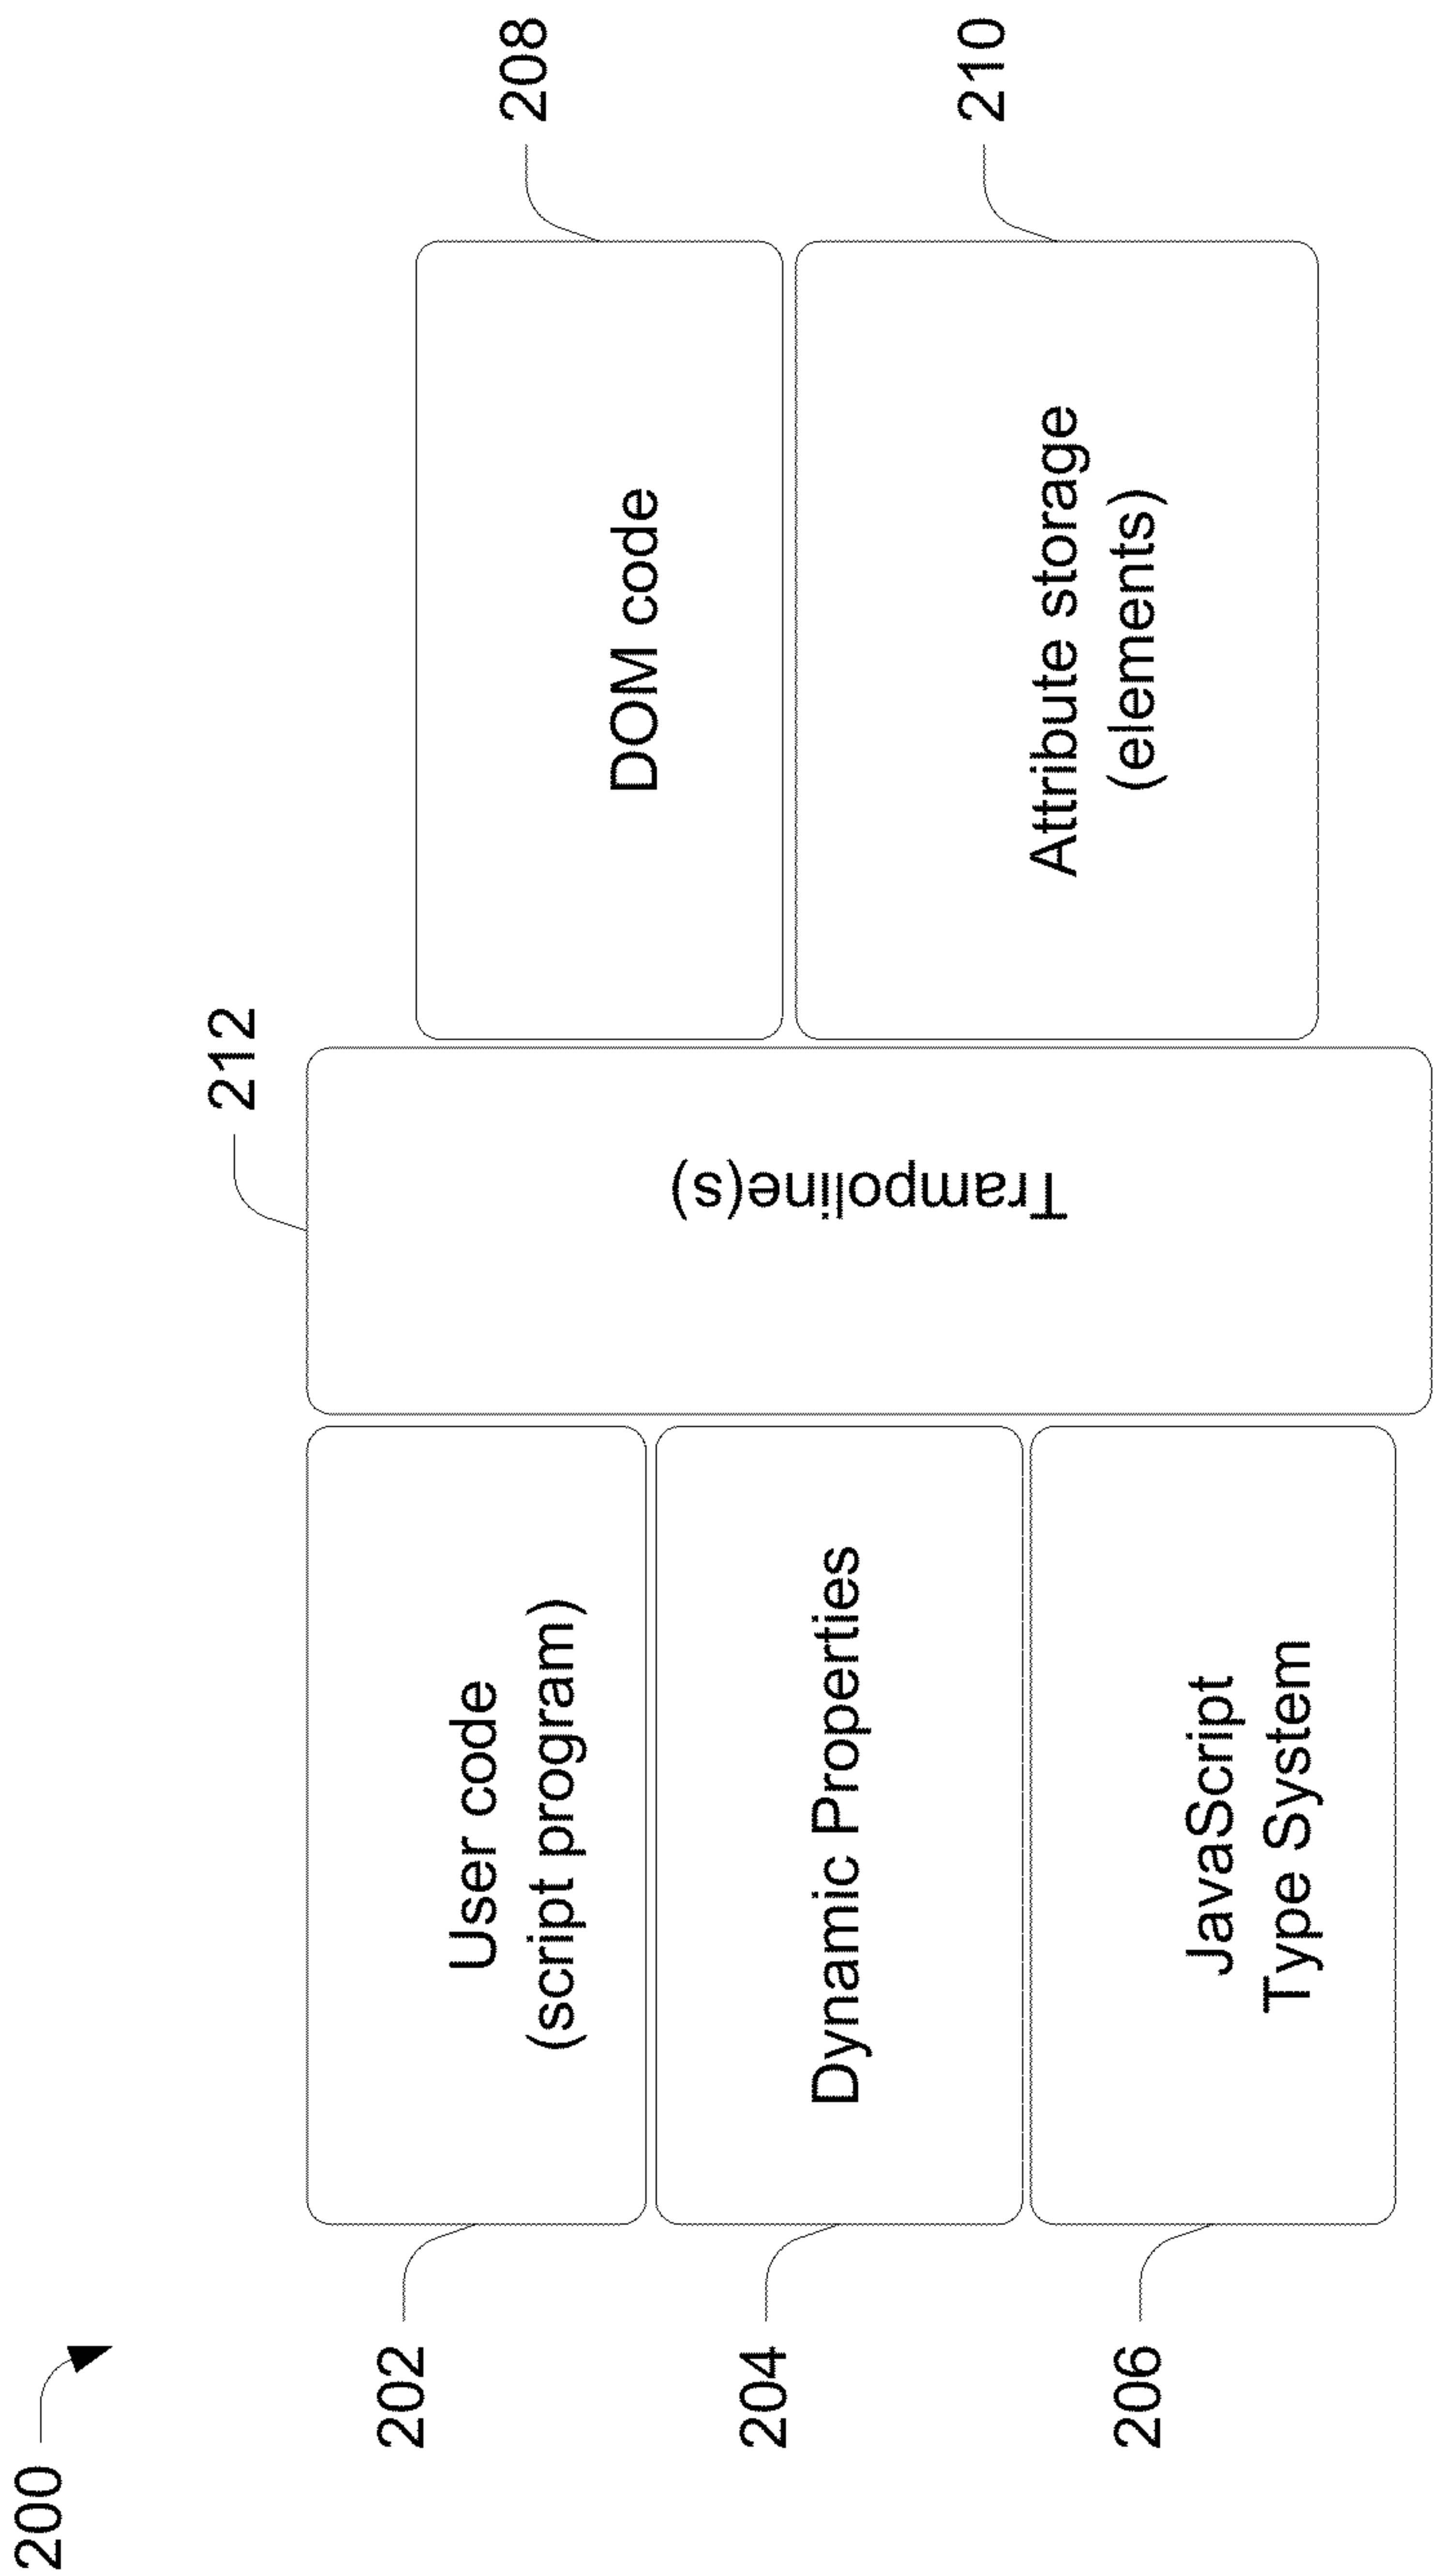 200
212
202
User code
(script program)
204
Dynamic Properties
206
JavaScript
Type System
Trampoline(s)
DOM code
208
Attribute storage
(elements)
210